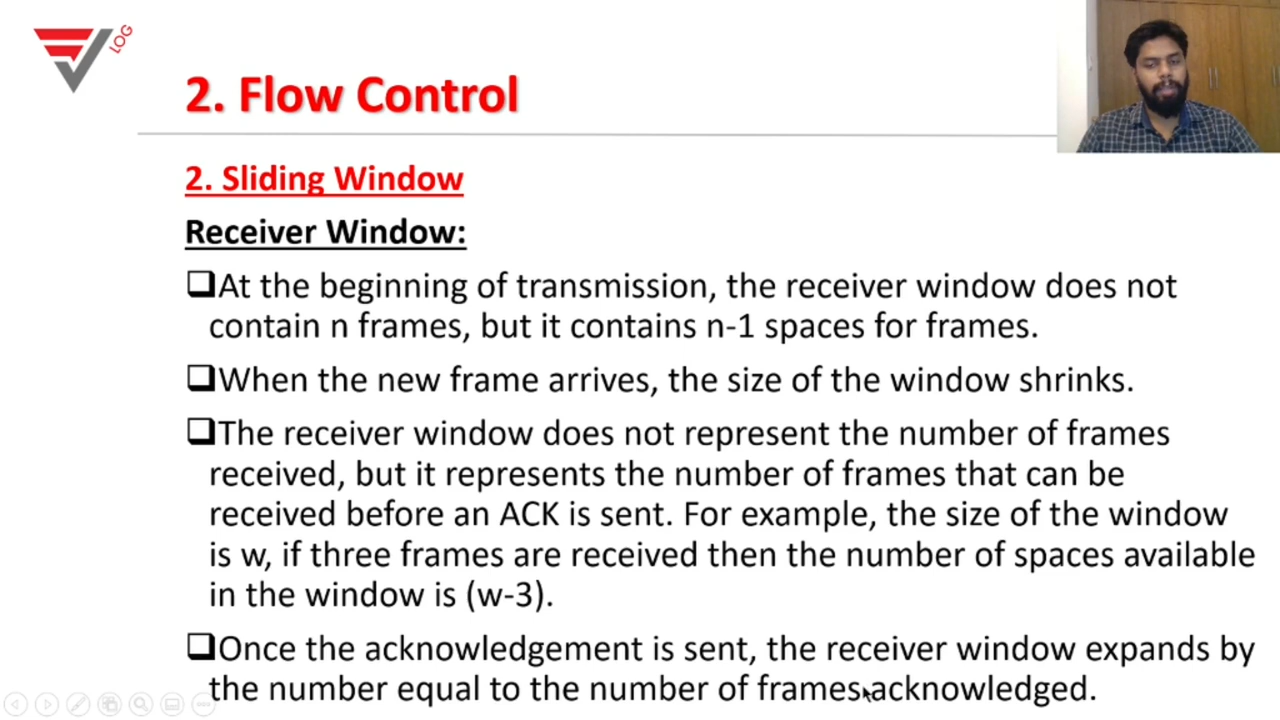 LOG
2. Flow Control
2. Sliding Window
Receiver Window:
❑At the beginning of transmission, the receiver window does not
contain n frames, but it contains n-1 spaces for frames.
❑When the new frame arrives, the size of the window shrinks.
❑The receiver window does not represent the number of frames
received, but it represents the number of frames that can be
received before an ACK is sent. For example, the size of the window
is w, if three frames are received then the number of spaces available
in the window is (w-3).
❑Once the acknowledgement is sent, the receiver window expands by
the number equal to the number of frames acknowledged.